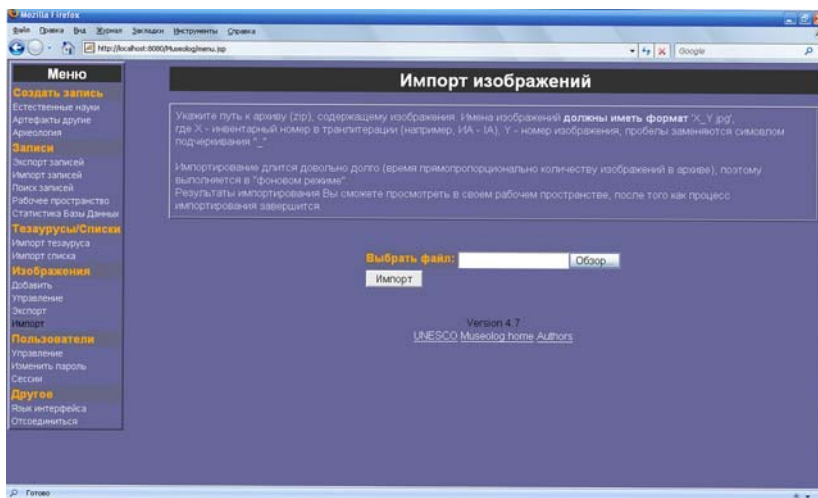 Mozilla Firefox
Файл Правка Вид Журнал Закладки Инструменты Справка
http://localhost:8080/Museolog/menu.jsp
Google
Меню
Создать запись
Естественные науки
Артефакты другие
Археология
Записи
Экспорт записей
Импорт записей
Поиск записей
Рабочее пространство
Статистика Базы Данных
Тезаурусы/Списки
Импорт тезауруса
Импорт списка
Изображения
Добавить
Управление
Экспорт
Импорт
Пользователи
Управление
Изменить пароль
Сессии
Другое
Язык интерфейса
Отсоединиться
Импорт изображений
Укажите путь к архиву (zip), содержащему изображения. Имена изображений должны иметь формат 'X_Y.jpg',
где X - инвентарный номер в транлитерации (например, ИА - IA), Y - номер изображения, пробелы заменяются симовлом
подчеркивания "_"
Импортирование длится довольно долго (время прямопропорционально количеству изображений в архиве), поэтому
выполняется в "фоновом режиме".
Результаты импортирования Вы сможете просмотреть в своем рабочем пространстве, после того как процесс
импортирования завершится.
Выбрать файл:
Обзор...
Импорт
Version 4.7
UNESCO Museolog home Authors
Готово